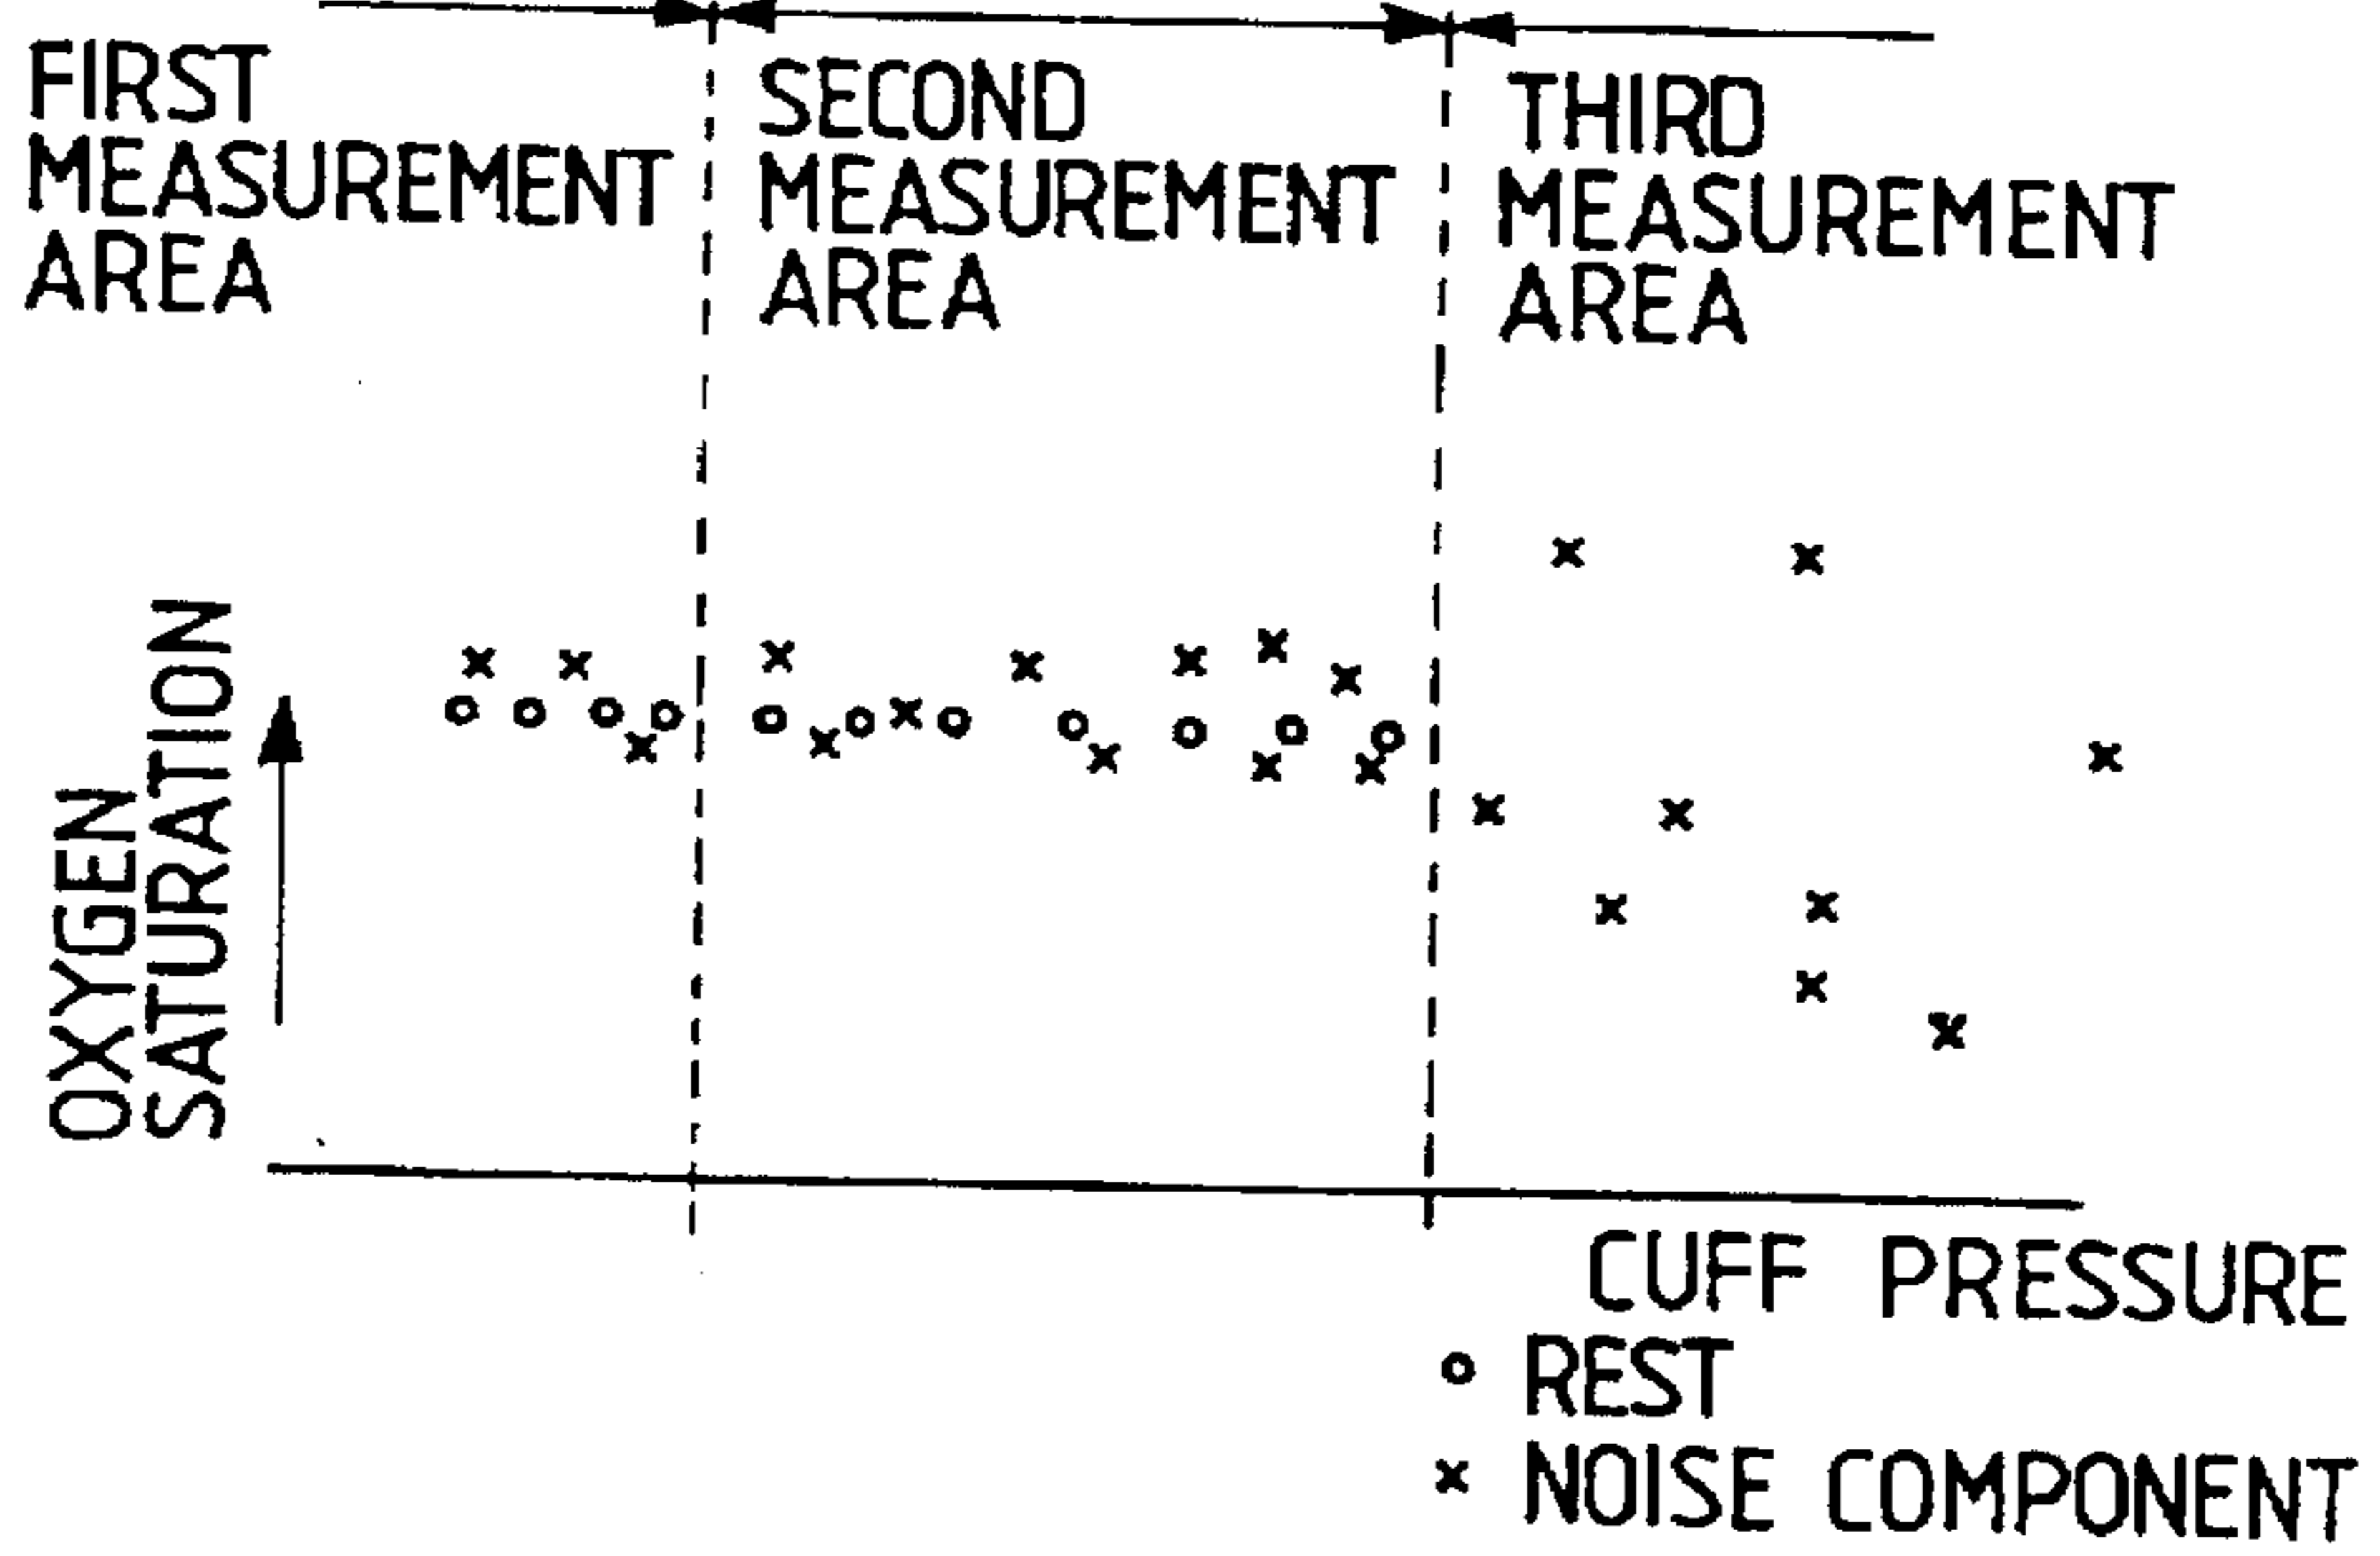 FIRST
MEASUREMENT
AREA
SECOND
MEASUREMENT
AREA
THIRD
MEASUREMENT
AREA
OXYGEN
SATURATION
CUFF PRESSURE
o REST
x NOISE COMPONENT